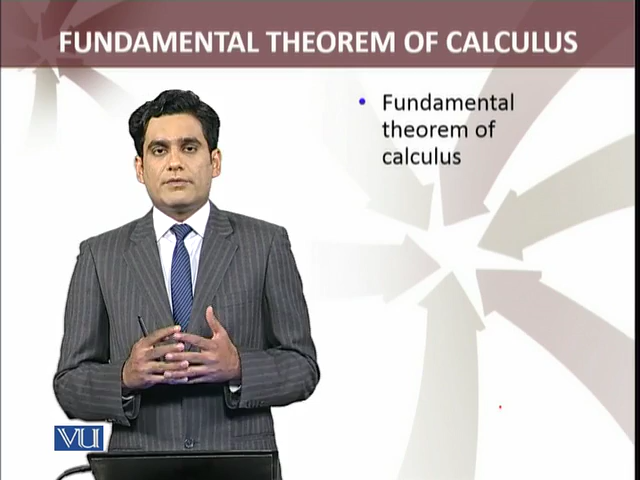 FUNDAMENTAL THEOREM OF CALCULUS
• Fundamental
theorem of
calculus
VU